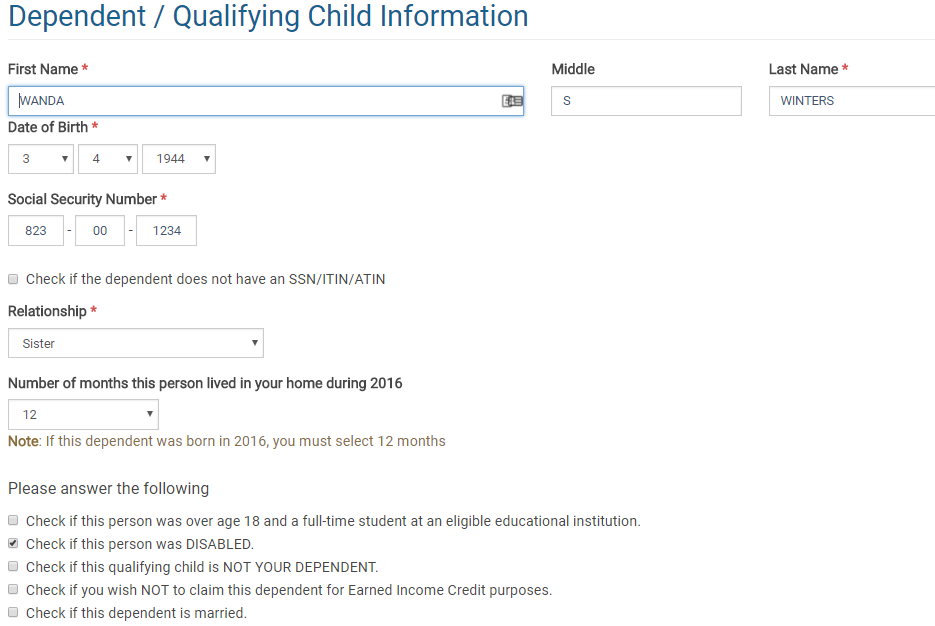 Dependent / Qualifying Child Information
First Name * Middle Last Name *
WANDA S WINTERS
Date of Birth *
3 4 1944
Social Security Number *
823 - 00 - 1234
Check if the dependent does not have an SSN/ITIN/ATIN
Relationship *
Sister
Number of months this person lived in your home during 2016
12
Note: If this dependent was born in 2016, you must select 12 months
Please answer the following
Check if this person was over age 18 and a full-time student at an eligible educational institution.
Check if this person was DISABLED.
Check if this qualifying child is NOT YOUR DEPENDENT.
Check if you wish NOT to claim this dependent for Earned Income Credit purposes.
Check if this dependent is married.